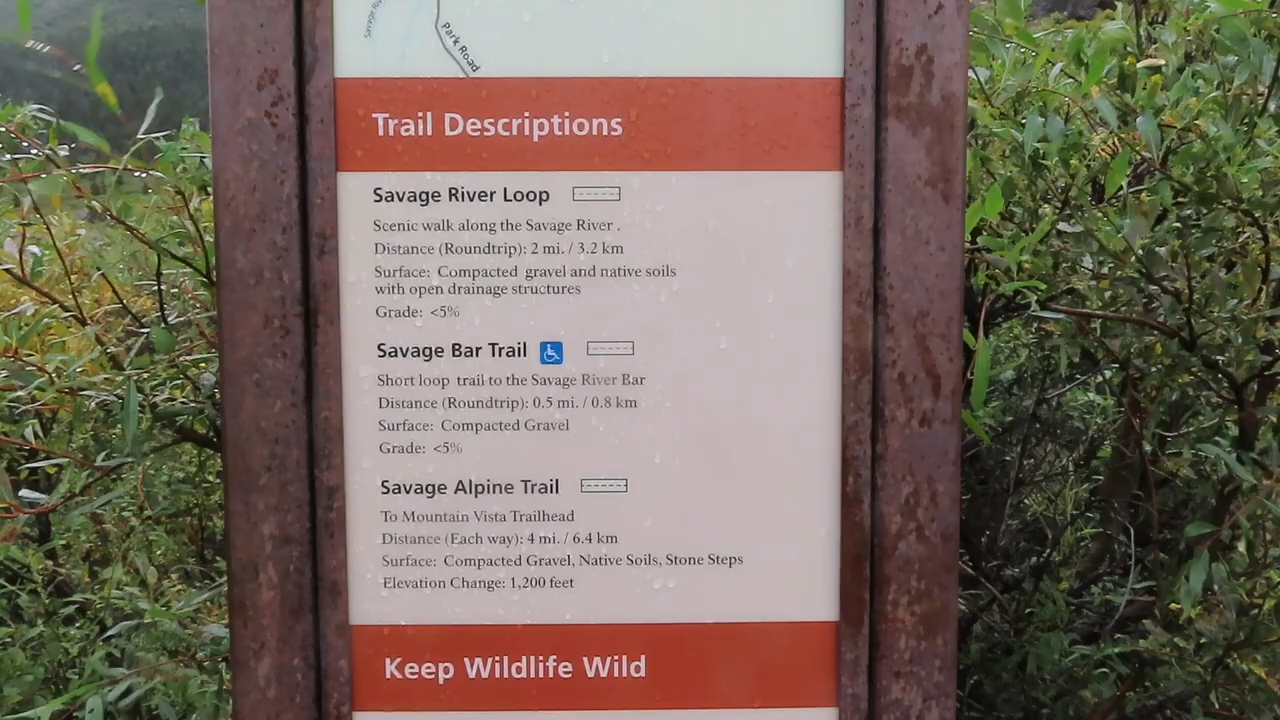 Savage
Park Road
Trail Descriptions
Savage River Loop
Scenic walk along the Savage River .
Distance (Roundtrip): 2 mi. / 3.2 km
Surface: Compacted gravel and native soils
with open drainage structures
Grade: <5%
Savage Bar Trail
Short loop trail to the Savage River Bar
Distance (Roundtrip): 0.5 mi. / 0.8 km
Surface: Compacted Gravel
Grade: <5%
Savage Alpine Trail
To Mountain Vista Trailhead
Distance (Each way): 4 mi. / 6.4 km
Surface: Compacted Gravel, Native Soils, Stone Steps
Elevation Change: 1,200 feet
Keep Wildlife Wild